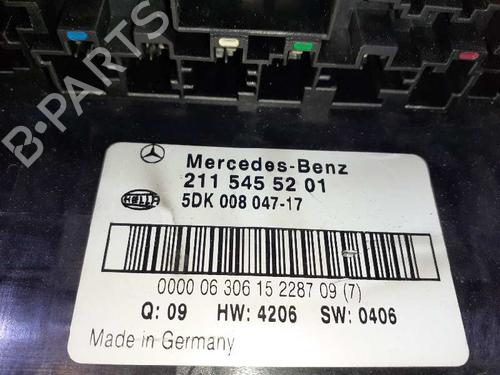 B-PARTS
Mercedes-Benz
211 545 52 01
HELLA
5DK 008 047-17
0000 06 306 15 2287 09 (7)
Q: 09 HW: 4206 SW: 0406
Made in Germany